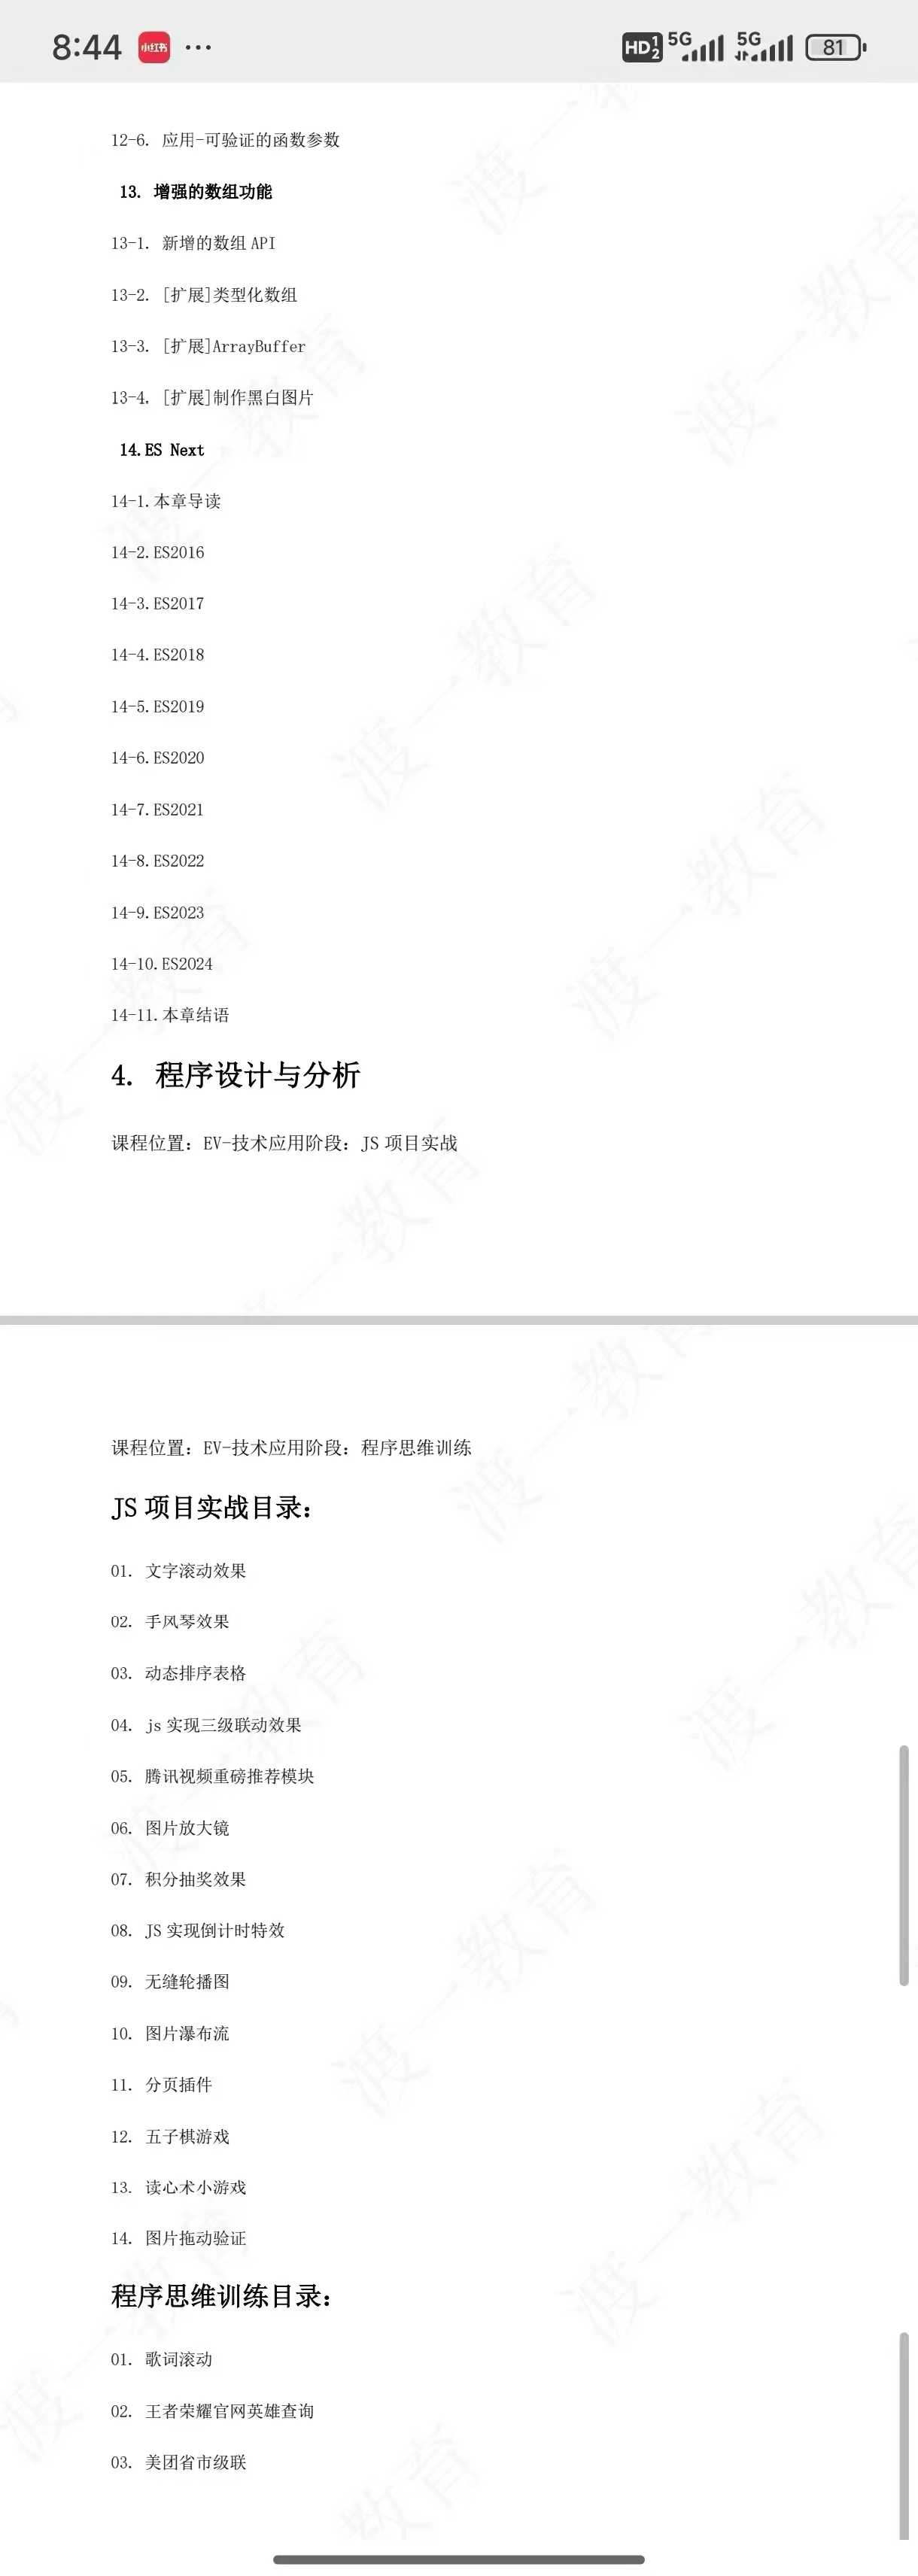 8:44 小红书 ...
HD 1 2 5G 5G 81
12-6. 应用-可验证的函数参数
13. 增强的数组功能
13-1. 新增的数组 API
13-2. [扩展]类型化数组
13-3. [扩展]ArrayBuffer
13-4. [扩展]制作黑白图片
14.ES Next
14-1.本章导读
14-2.ES2016
14-3.ES2017
14-4.ES2018
14-5.ES2019
14-6.ES2020
14-7.ES2021
14-8.ES2022
14-9.ES2023
14-10.ES2024
14-11.本章结语
4. 程序设计与分析
课程位置：EV-技术应用阶段：JS 项目实战
课程位置：EV-技术应用阶段：程序思维训练
JS 项目实战目录：
01. 文字滚动效果
02. 手风琴效果
03. 动态排序表格
04. js 实现三级联动效果
05. 腾讯视频重磅推荐模块
06. 图片放大镜
07. 积分抽奖效果
08. JS 实现倒计时特效
09. 无缝轮播图
10. 图片瀑布流
11. 分页插件
12. 五子棋游戏
13. 读心术小游戏
14. 图片拖动验证
程序思维训练目录：
01. 歌词滚动
02. 王者荣耀官网英雄查询
03. 美团省市级联
渡一教育